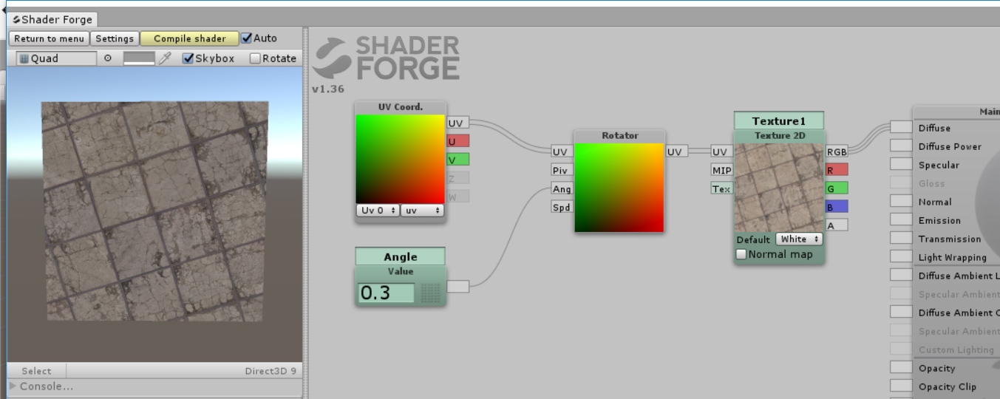 Shader Forge
Return to menu Settings Compile shader Auto
Quad Skybox Rotate
Select Direct3D 9
Console...
SHADER
FORGE
v1.36
UV Coord.
UV
U
V
Z
W
Uv 0 uv
Angle
Value
0.3
Rotator
UV UV
Piv
Ang
Spd
Texture1
Texture 2D
UV RGB
MIP R
Tex G
B
A
Default White
Normal map
Main
Diffuse
Diffuse Power
Specular
Gloss
Normal
Emission
Transmission
Light Wrapping
Diffuse Ambient L
Specular Ambient
Diffuse Ambient
Specular Ambient
Custom Lighting
Opacity
Opacity Clip